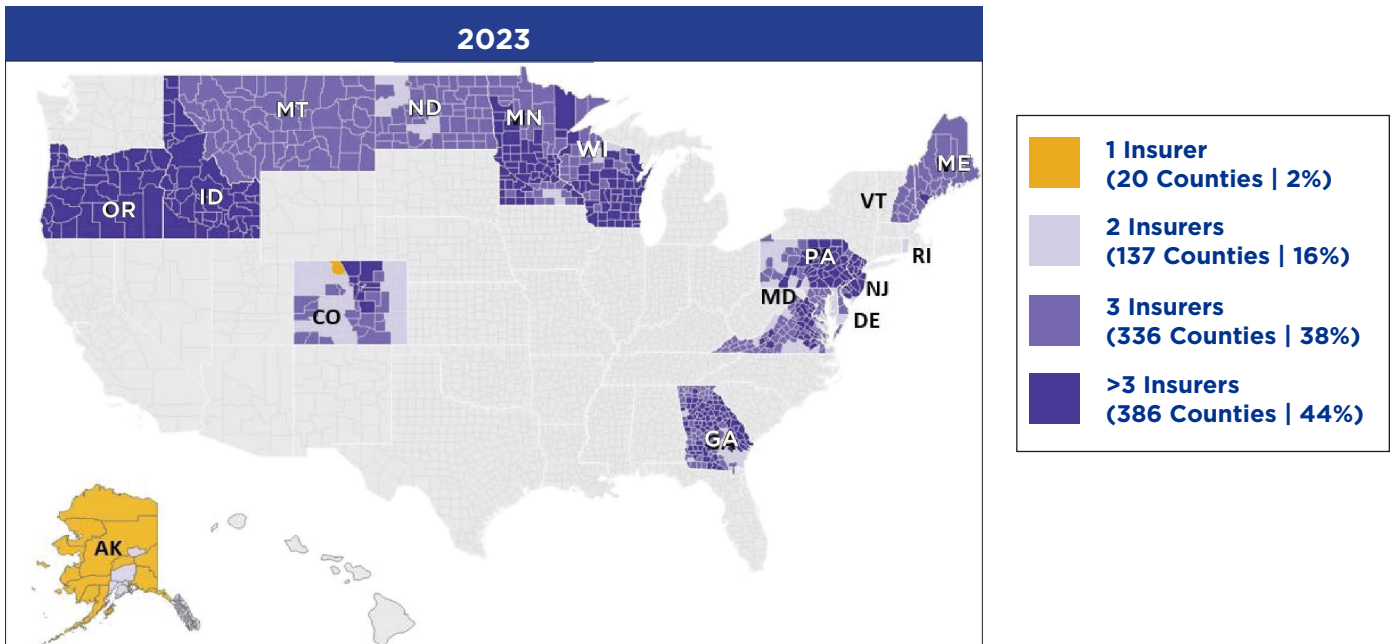 2023
MT
ND
MN
WI
ME
OR
ID
VT
PA
RI
MD
NJ
DE
CO
GA
AK
1 Insurer
(20 Counties | 2%)
2 Insurers
(137 Counties | 16%)
3 Insurers
(336 Counties | 38%)
>3 Insurers
(386 Counties | 44%)